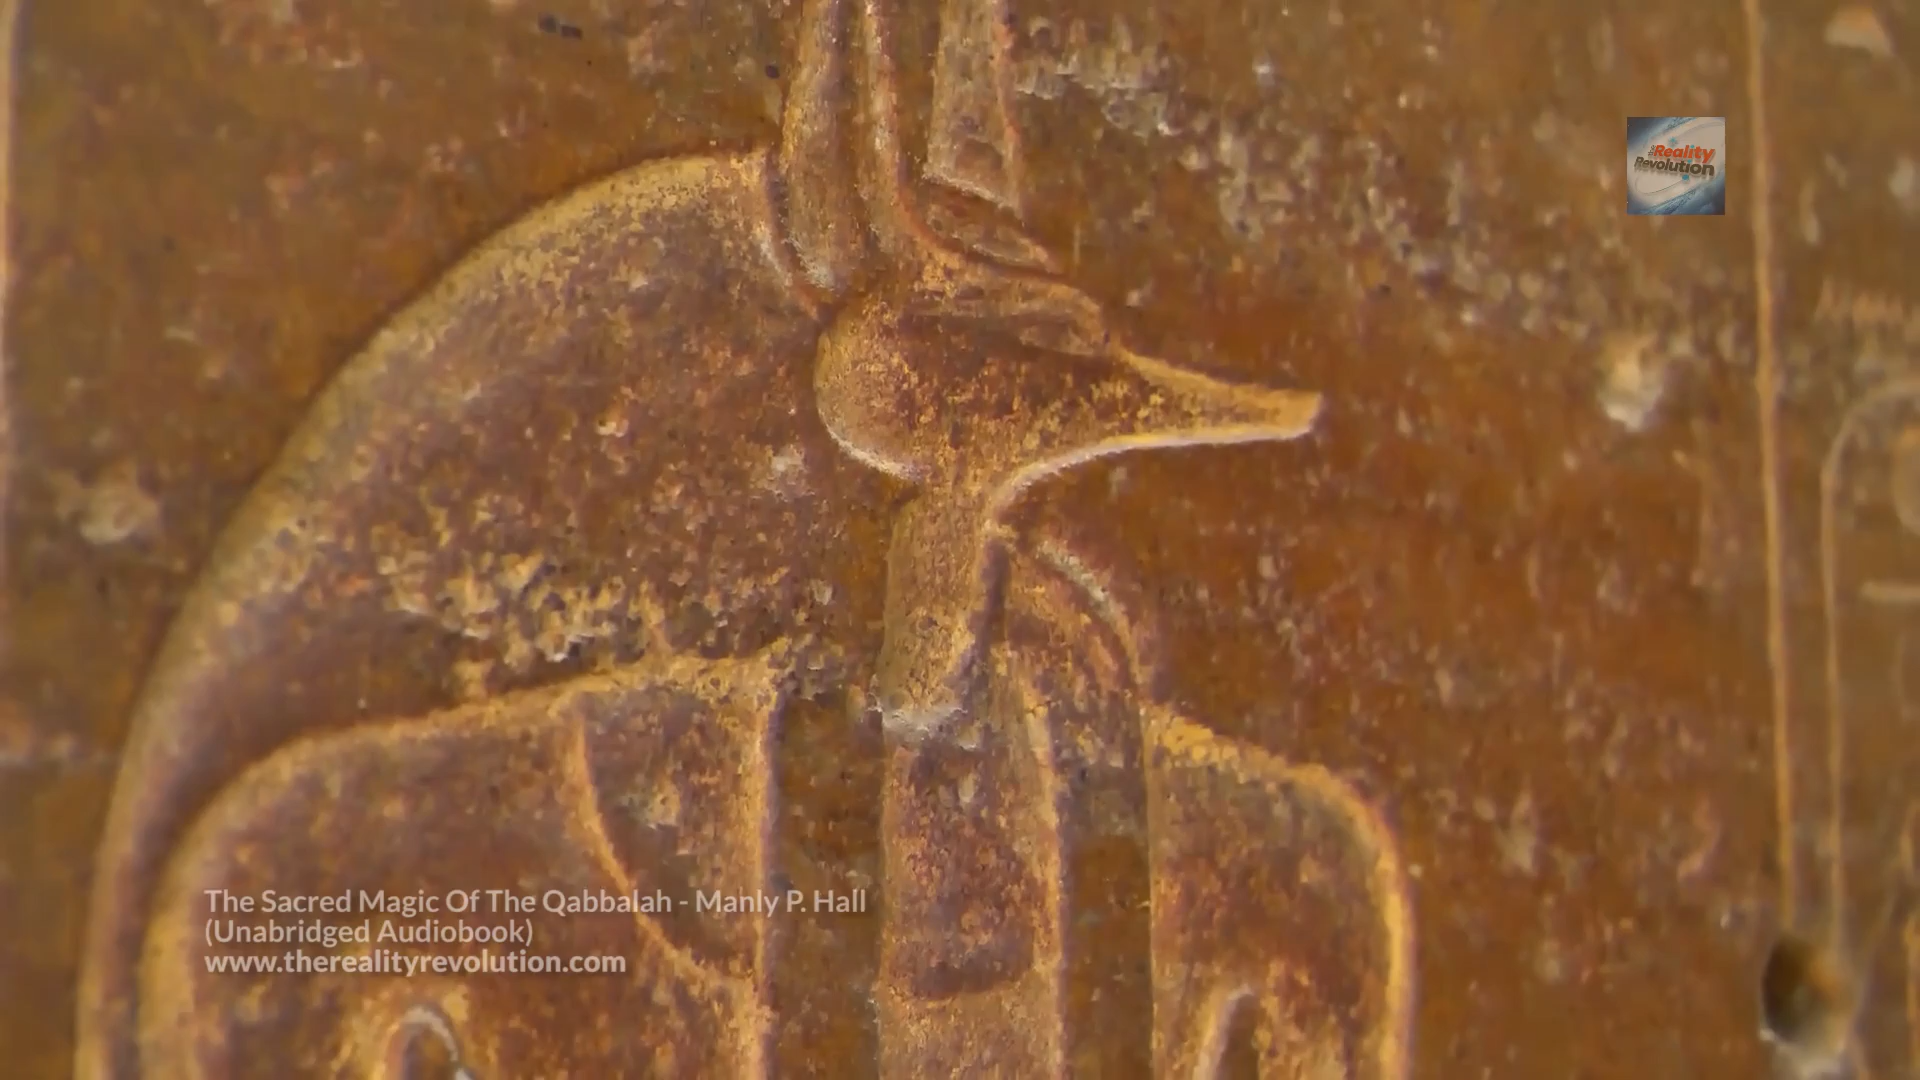 The Reality
Revolution
The Sacred Magic Of The Qabbalah - Manly P. Hall
(Unabridged Audiobook)
www.therealityrevolution.com